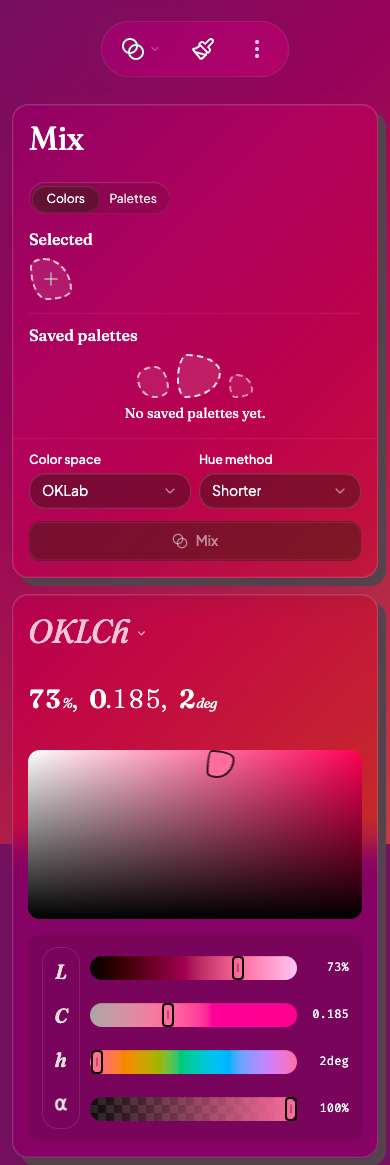 Mix
Colors Palettes
Selected
Saved palettes
No saved palettes yet.
Color space Hue method
OKLab Shorter
Mix
OKLCh
73%, 0.185, 2deg
L 73%
C 0.185
h 2deg
α 100%